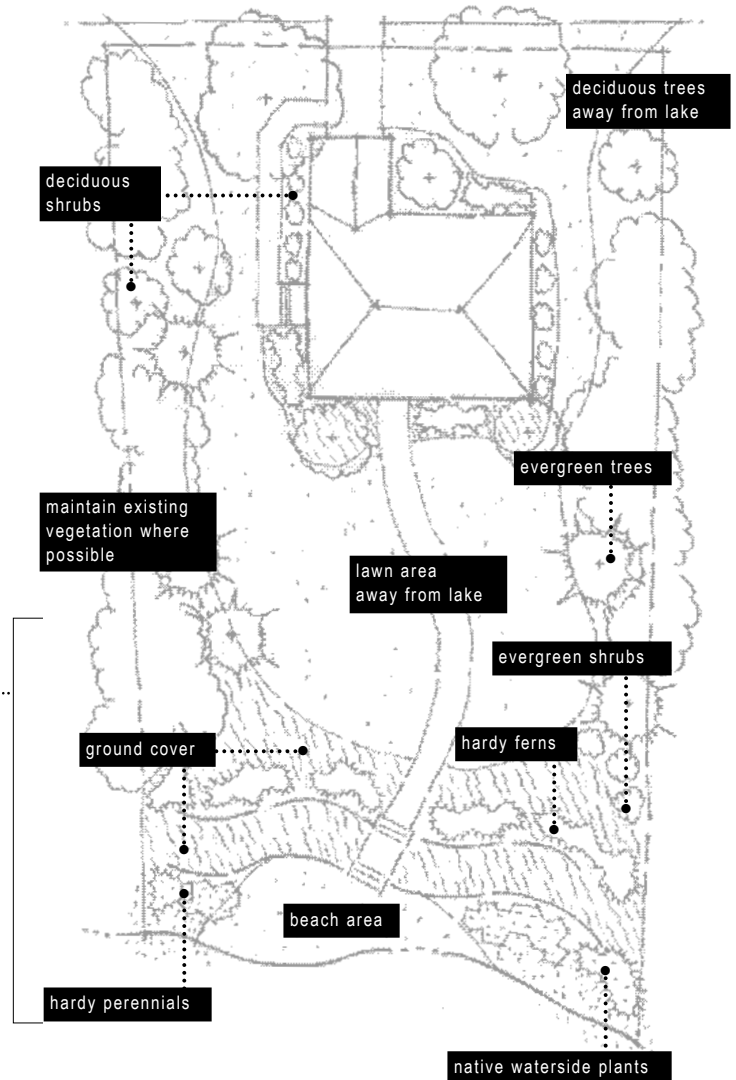 deciduous trees
away from lake
deciduous
shrubs
evergreen trees
maintain existing
vegetation where
possible
lawn area
away from lake
evergreen shrubs
ground cover
hardy ferns
beach area
hardy perennials
native waterside plants